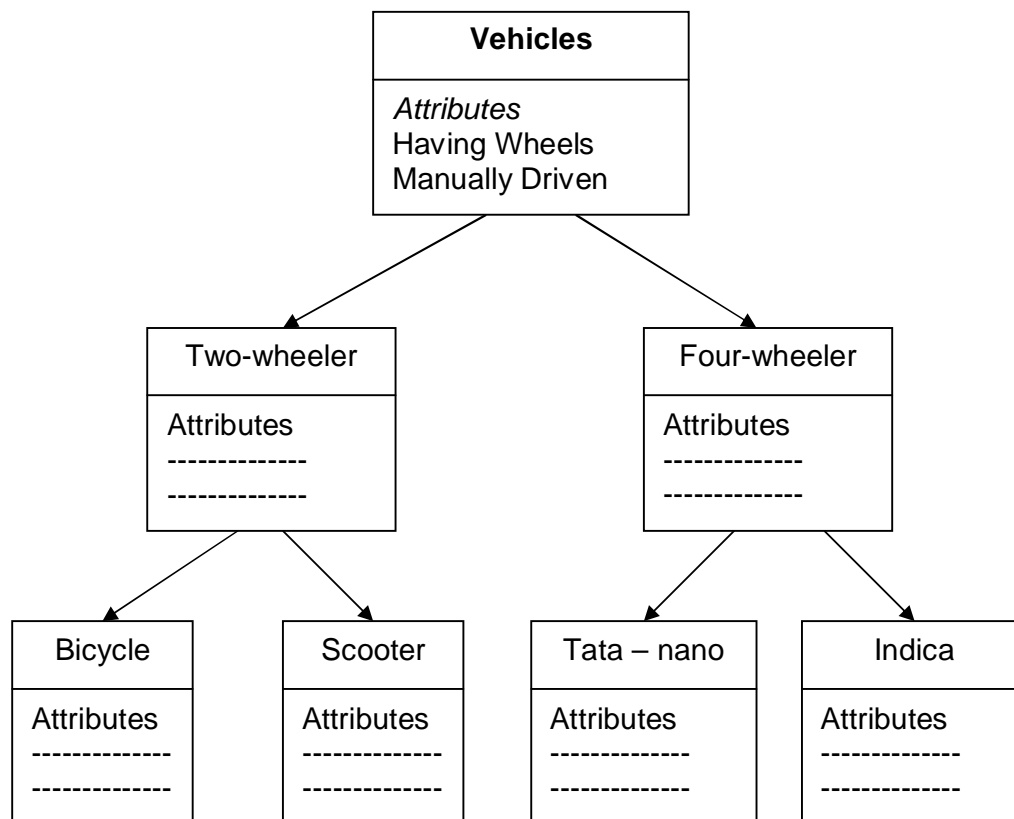 Vehicles
Attributes
Having Wheels
Manually Driven
Two-wheeler
Attributes
--------------
--------------
Four-wheeler
Attributes
--------------
--------------
Bicycle
Attributes
--------------
--------------
Scooter
Attributes
--------------
--------------
Tata – nano
Attributes
--------------
--------------
Indica
Attributes
--------------
--------------